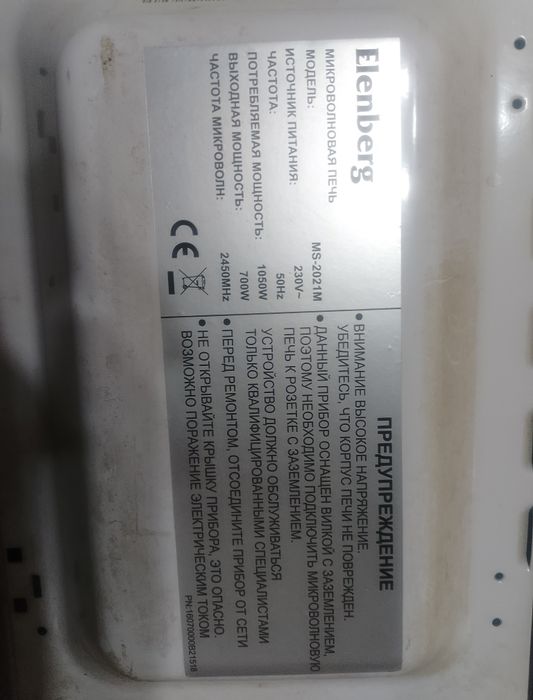 Elenberg
МИКРОВОЛНОВАЯ ПЕЧЬ
МОДЕЛЬ: MS-2021M
ИСТОЧНИК ПИТАНИЯ: 230V~
ЧАСТОТА: 50Hz
ПОТРЕБЛЯЕМАЯ МОЩНОСТЬ: 1050W
ВЫХОДНАЯ МОЩНОСТЬ: 700W
ЧАСТОТА МИКРОВОЛН: 2450MHz
CE
ПРЕДУПРЕЖДЕНИЕ
• ВНИМАНИЕ ВЫСОКОЕ НАПРЯЖЕНИЕ.
УБЕДИТЕСЬ, ЧТО КОРПУС ПЕЧИ НЕ ПОВРЕЖДЕН.
• ДАННЫЙ ПРИБОР ОСНАЩЕН ВИЛКОЙ С ЗАЗЕМЛЕНИЕМ,
ПОЭТОМУ НЕОБХОДИМО ПОДКЛЮЧИТЬ МИКРОВОЛНОВУЮ
ПЕЧЬ К РОЗЕТКЕ С ЗАЗЕМЛЕНИЕМ.
УСТРОЙСТВО ДОЛЖНО ОБСЛУЖИВАТЬСЯ
ТОЛЬКО КВАЛИФИЦИРОВАННЫМИ СПЕЦИАЛИСТАМИ
• ПЕРЕД РЕМОНТОМ, ОТСОЕДИНИТЕ ПРИБОР ОТ СЕТИ
• НЕ ОТКРЫВАЙТЕ КРЫШКУ ПРИБОРА, ЭТО ОПАСНО.
ВОЗМОЖНО ПОРАЖЕНИЕ ЭЛЕКТРИЧЕСКИМ ТОКОМ
PN:16070000B21518